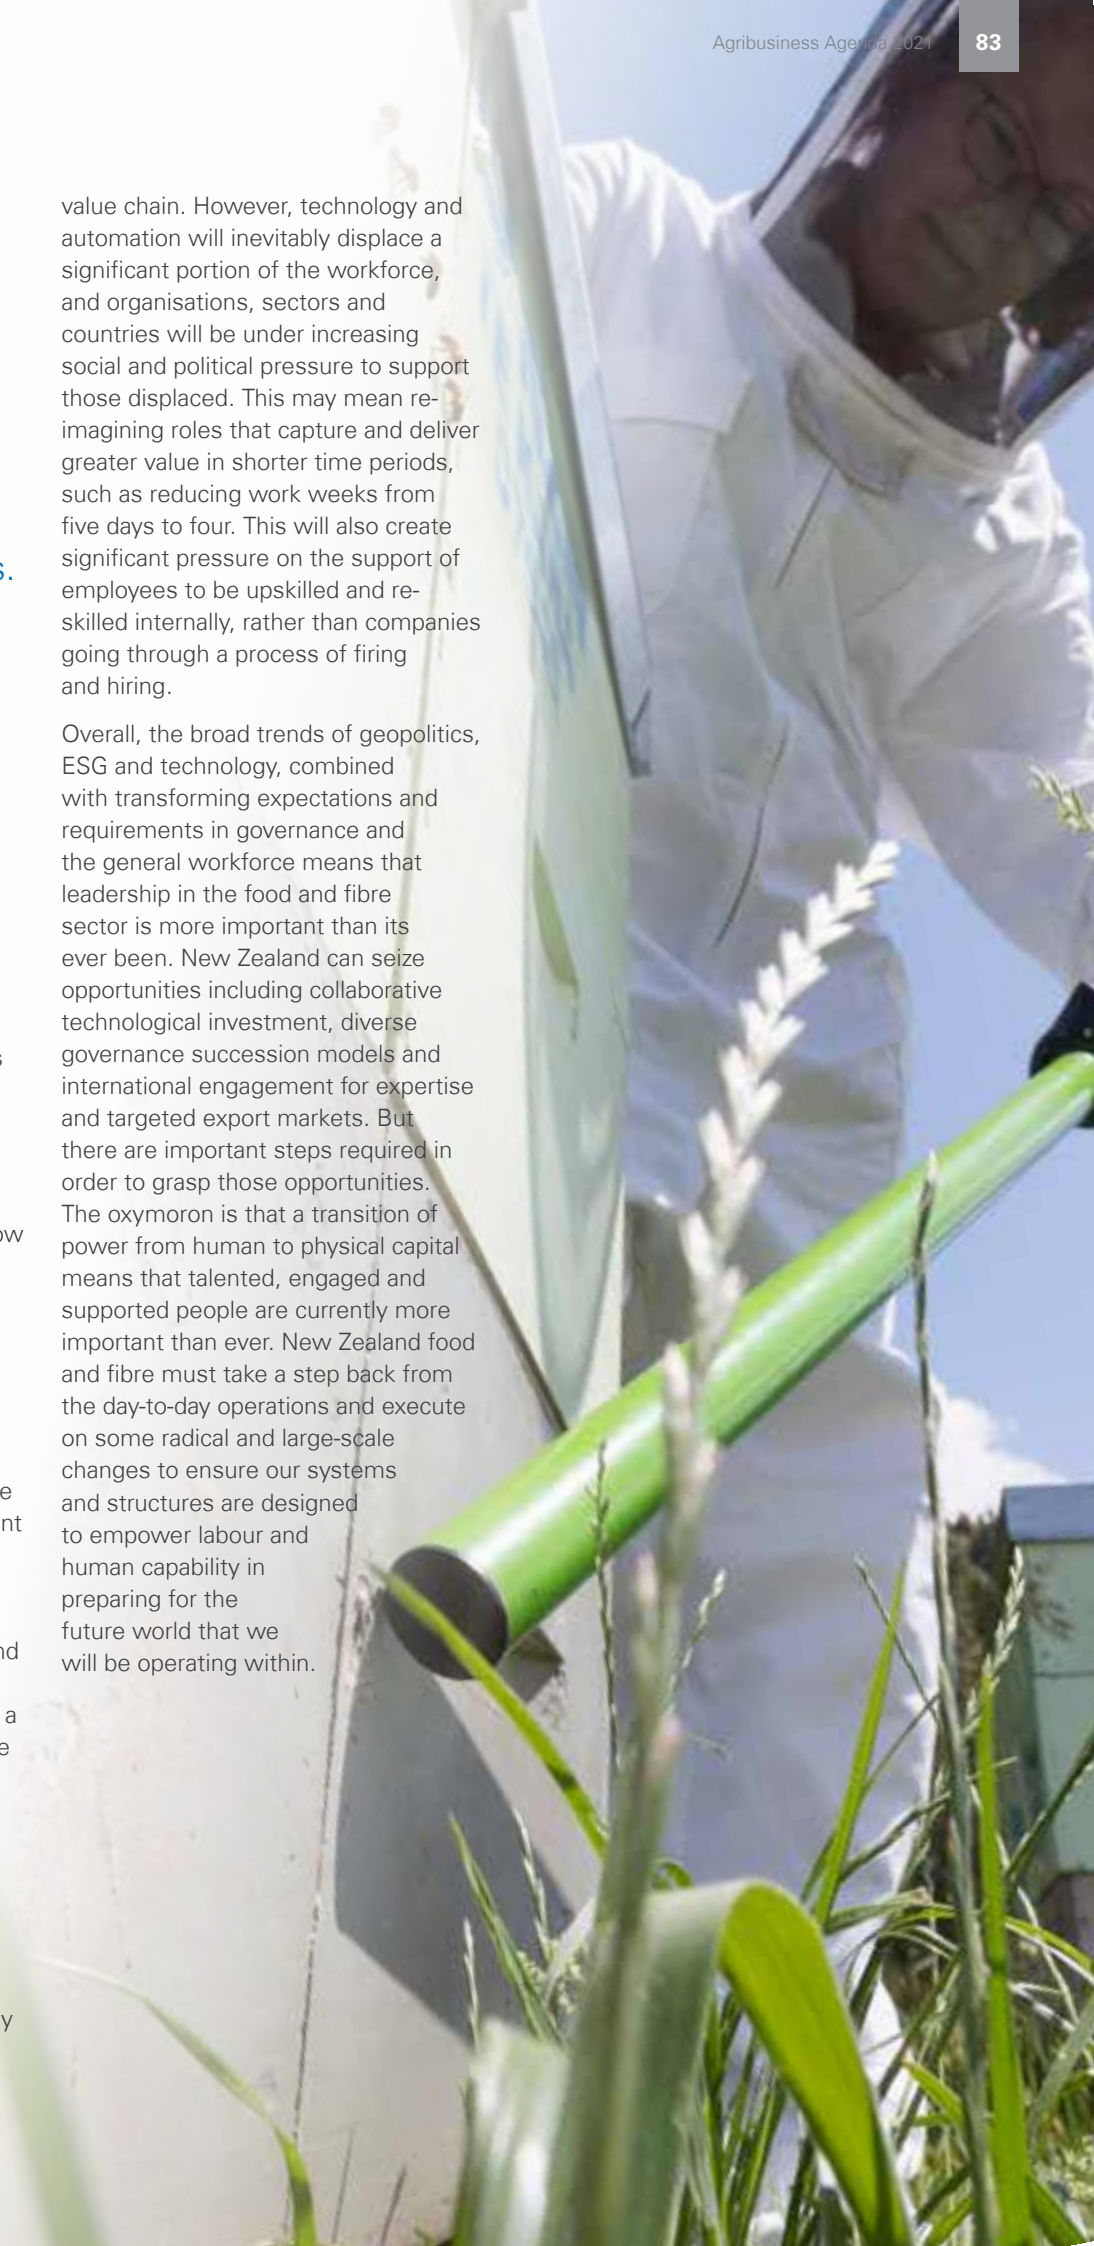 Agribusiness Agenda 2021
83
value chain. However, technology and
automation will inevitably displace a
significant portion of the workforce,
and organisations, sectors and
countries will be under increasing
social and political pressure to support
those displaced. This may mean re-
imagining roles that capture and deliver
greater value in shorter time periods,
such as reducing work weeks from
five days to four. This will also create
significant pressure on the support of
employees to be upskilled and re-
skilled internally, rather than companies
going through a process of firing
and hiring.
Overall, the broad trends of geopolitics,
ESG and technology, combined
with transforming expectations and
requirements in governance and
the general workforce means that
leadership in the food and fibre
sector is more important than its
ever been. New Zealand can seize
opportunities including collaborative
technological investment, diverse
governance succession models and
international engagement for expertise
and targeted export markets. But
there are important steps required in
order to grasp those opportunities.
The oxymoron is that a transition of
power from human to physical capital
means that talented, engaged and
supported people are currently more
important than ever. New Zealand food
and fibre must take a step back from
the day-to-day operations and execute
on some radical and large-scale
changes to ensure our systems
and structures are designed
to empower labour and
human capability in
preparing for the
future world that we
will be operating within.